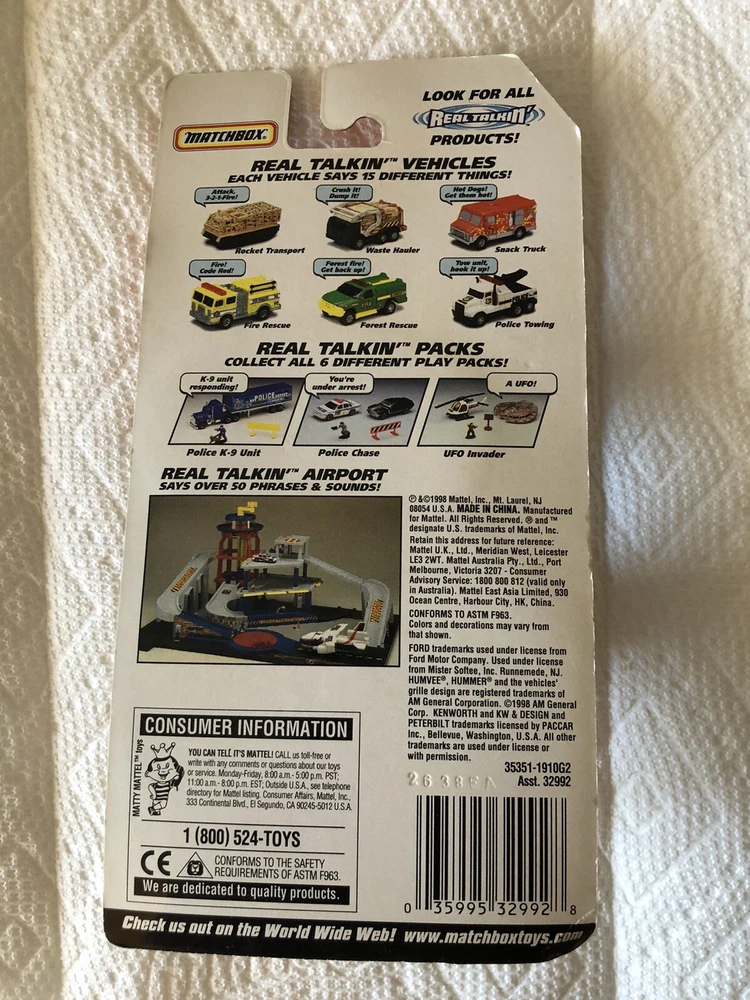 LOOK FOR ALL
REAL TALKIN'™
PRODUCTS!
MATCHBOX®
REAL TALKIN'™ VEHICLES
EACH VEHICLE SAYS 15 DIFFERENT THINGS!
Attack,
3-2-1-Fire!
Rocket Transport
Crush it!
Dump it!
Waste Hauler
Hot Dogs!
Get them hot!
Snack Truck
Fire!
Code Red!
Fire Rescue
Forest fire!
Get back up!
Forest Rescue
Tow unit,
hook it up!
POLICE
Police Towing
REAL TALKIN'™ PACKS
COLLECT ALL 6 DIFFERENT PLAY PACKS!
K-9 unit
responding!
POLICE
Police K-9 Unit
You're
under arrest!
Police Chase
A UFO!
UFO Invader
REAL TALKIN'™ AIRPORT
SAYS OVER 50 PHRASES & SOUNDS!
℗ &©1998 Mattel, Inc., Mt. Laurel, NJ
08054 U.S.A. MADE IN CHINA. Manufactured
for Mattel. All Rights Reserved. ® and ™
designate U.S. trademarks of Mattel, Inc.
Retain this address for future reference:
Mattel U.K., Ltd., Meridian West, Leicester
LE3 2WT. Mattel Australia Pty., Ltd., Port
Melbourne, Victoria 3207 - Consumer
Advisory Service: 1800 800 812 (valid only
in Australia). Mattel East Asia Limited, 930
Ocean Centre, Harbour City, HK, China.
CONFORMS TO ASTM F963.
Colors and decorations may vary from
that shown.
FORD trademarks used under license from
Ford Motor Company. Used under license
from Mister Softee, Inc. Runnemede, NJ.
HUMVEE®, HUMMER® and the vehicles'
grille design are registered trademarks of
AM General Corporation. ©1998 AM General
Corp. KENWORTH and KW & DESIGN and
PETERBILT trademarks licensed by PACCAR
Inc., Bellevue, Washington, U.S.A. All other
trademarks are used under license or
with permission.
35351-1910G2
Asst. 32992
CONSUMER INFORMATION
MATTY MATTEL™ toys
YOU CAN TELL IT'S MATTEL! CALL us toll-free or
write with any comments or questions about our toys
or service. Monday-Friday, 8:00 a.m.- 5:00 p.m. PST;
11:00 a.m.- 8:00 p.m. EST; Outside U.S.A., see telephone
directory for Mattel listing. Consumer Affairs, Mattel, Inc.,
333 Continental Blvd., El Segundo, CA 90245-5012 U.S.A.
1 (800) 524-TOYS
CE
CONFORMS TO THE SAFETY
REQUIREMENTS OF ASTM F963.
We are dedicated to quality products.
0 35995 32992 8
Check us out on the World Wide Web! www.matchboxtoys.com